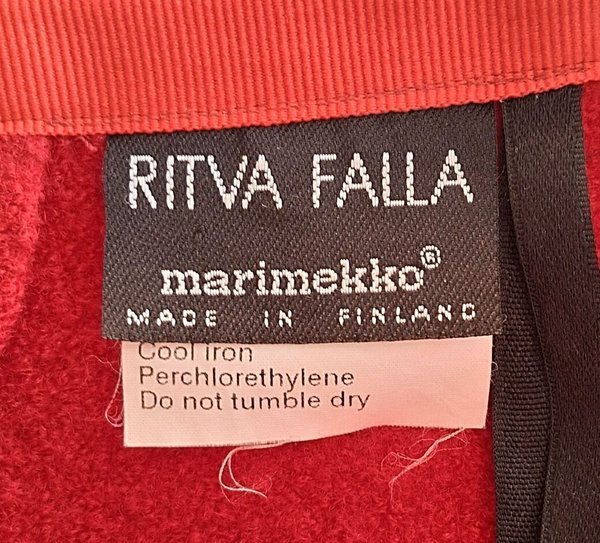 RITVA FALLA
marimekko®
MADE IN FINLAND
Cool iron
Perchlorethylene
Do not tumble dry